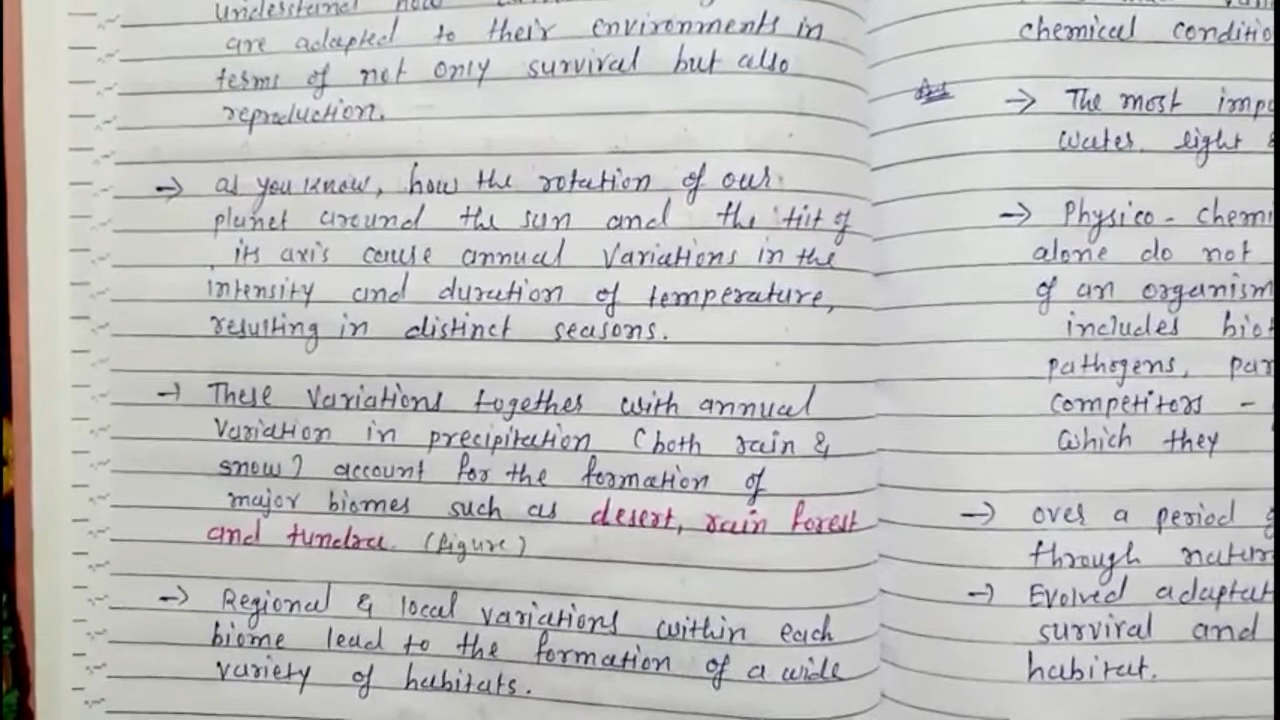 understand how
are adapted to their environments in
terms of not only survival but also
reproduction.
→ as you know, how the rotation of our
planet around the sun and the tilt of
its axis cause annual variations in the
intensity and duration of temperature,
resulting in distinct seasons.
→ These variations together with annual
variation in precipitation (both rain &
snow) account for the formation of
major biomes such as desert, rain forest
and tundra. (figure)
→ Regional & local variations within each
biome lead to the formation of a wide
variety of habitats.
chemical conditio
→ The most impo
water, light &
→ Physico-chemi
alone do not
of an organism
includes biot
pathogens, par
competitors -
which they
→ over a period
through natur
→ Evolved adaptat
survival and
habitat.